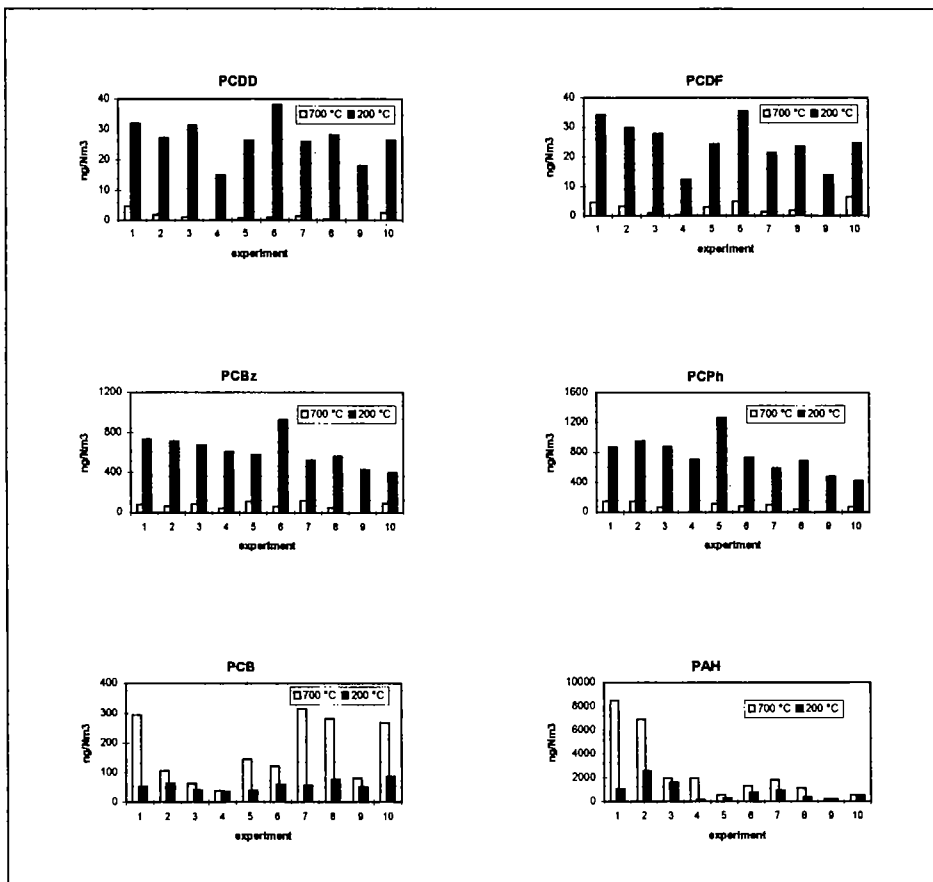 PCDD
40
30
20
10
0
ng/Nm3
700 °C 200 °C
1 2 3 4 5 6 7 8 9 10
experiment
PCDF
40
30
20
10
0
ng/Nm3
700 °C 200 °C
1 2 3 4 5 6 7 8 9 10
experiment
PCBz
1200
800
400
0
ng/Nm3
700 °C 200 °C
1 2 3 4 5 6 7 8 9 10
experiment
PCPh
1600
1200
800
400
0
ng/Nm3
700 °C 200 °C
1 2 3 4 5 6 7 8 9 10
experiment
PCB
400
300
200
100
0
ng/Nm3
700 °C 200 °C
1 2 3 4 5 6 7 8 9 10
experiment
PAH
10000
8000
6000
4000
2000
0
ng/Nm3
700 °C 200 °C
1 2 3 4 5 6 7 8 9 10
experiment